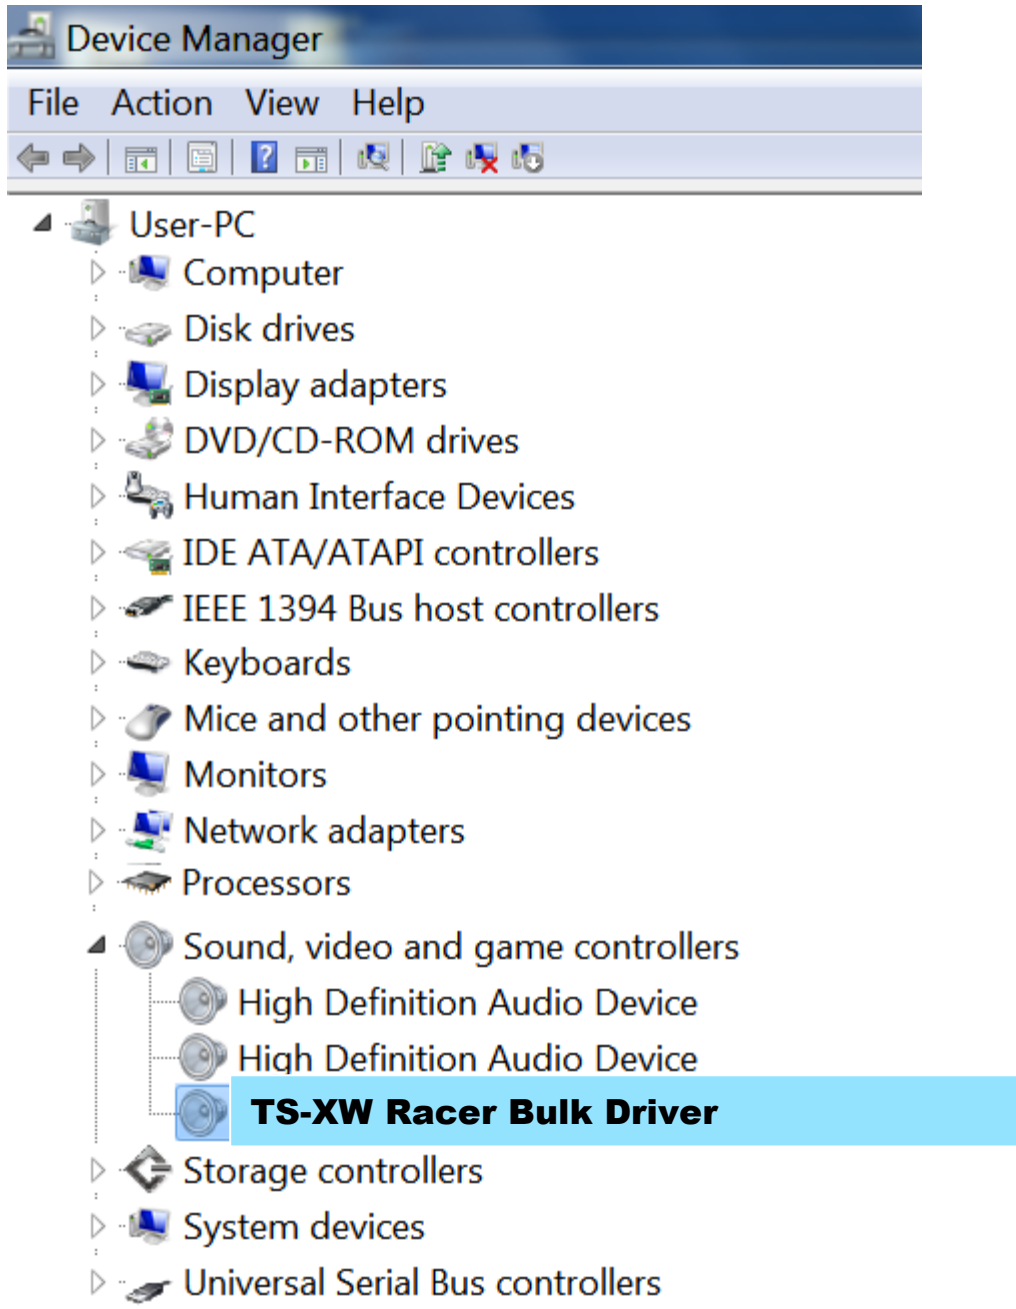 Device Manager
File Action View Help
User-PC
Computer
Disk drives
Display adapters
DVD/CD-ROM drives
Human Interface Devices
IDE ATA/ATAPI controllers
IEEE 1394 Bus host controllers
Keyboards
Mice and other pointing devices
Monitors
Network adapters
Processors
Sound, video and game controllers
High Definition Audio Device
High Definition Audio Device
TS-XW Racer Bulk Driver
Storage controllers
System devices
Universal Serial Bus controllers